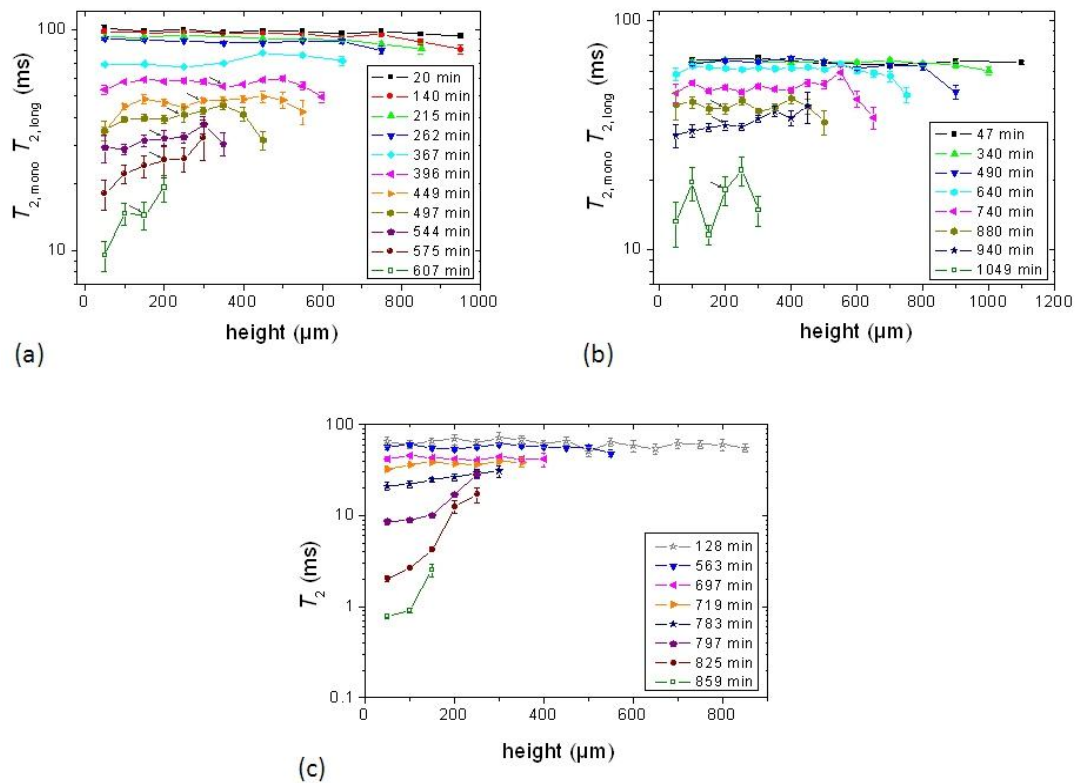 T2,mono T2,long (ms)
100
10
0 200 400 600 800 1000
height (µm)
20 min
140 min
215 min
262 min
367 min
396 min
449 min
497 min
544 min
575 min
607 min
(a)
T2,mono T2,long (ms)
100
10
0 200 400 600 800 1000 1200
height (µm)
47 min
340 min
490 min
640 min
740 min
880 min
940 min
1049 min
(b)
T2 (ms)
100
10
1
0.1
0 200 400 600 800
height (µm)
128 min
563 min
697 min
719 min
783 min
797 min
825 min
859 min
(c)